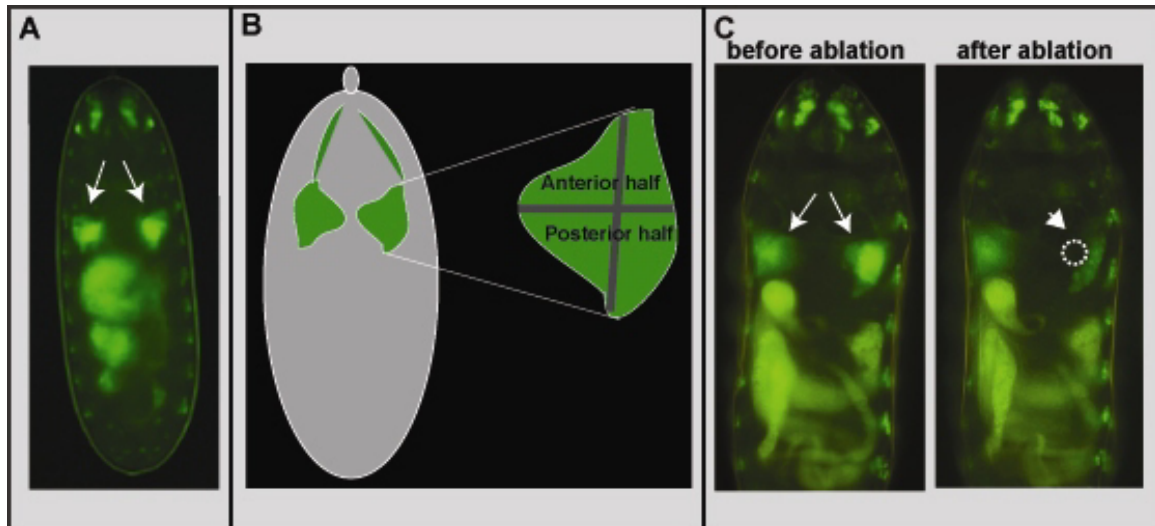 A
B
Anterior half
Posterior half
C
before ablation
after ablation